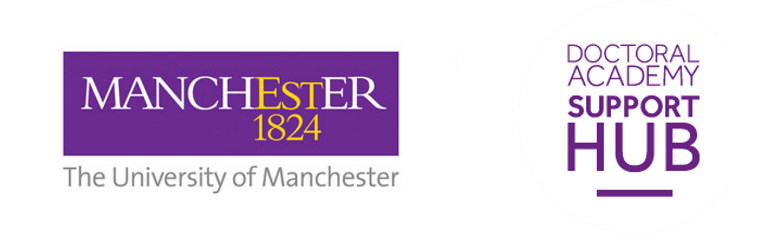 MANCHESTER
1824
The University of Manchester
DOCTORAL
ACADEMY
SUPPORT
HUB